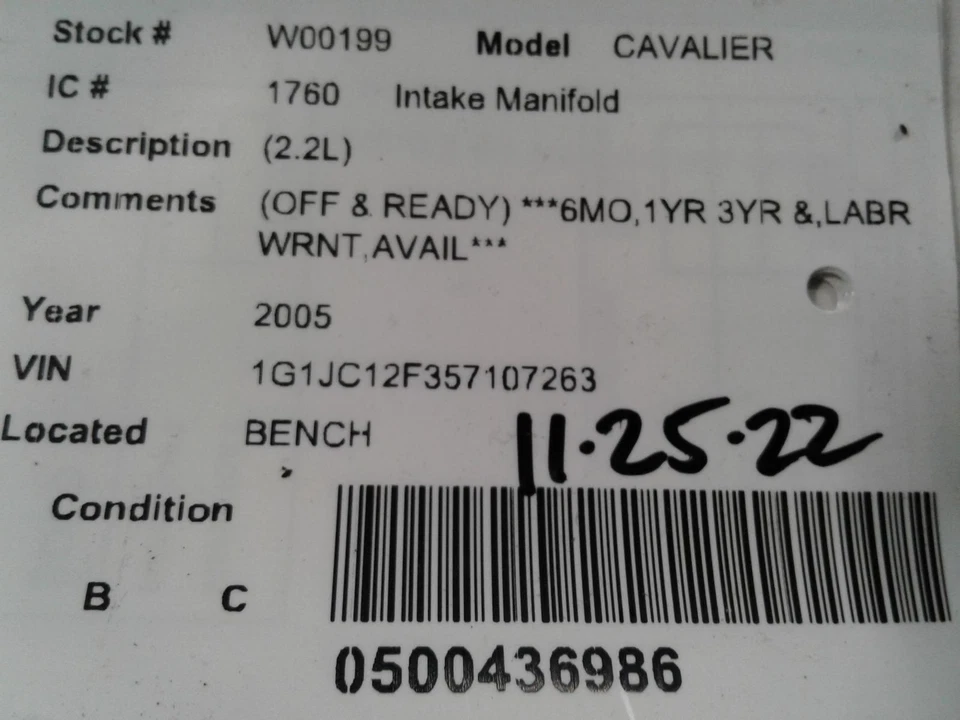 Stock # W00199 Model CAVALIER
IC # 1760 Intake Manifold
Description (2.2L)
Comments (OFF & READY) ***6MO,1YR 3YR &,LABR
WRNT,AVAIL***
Year 2005
VIN 1G1JC12F357107263
Located BENCH
11.25.22
Condition
B C
0500436986